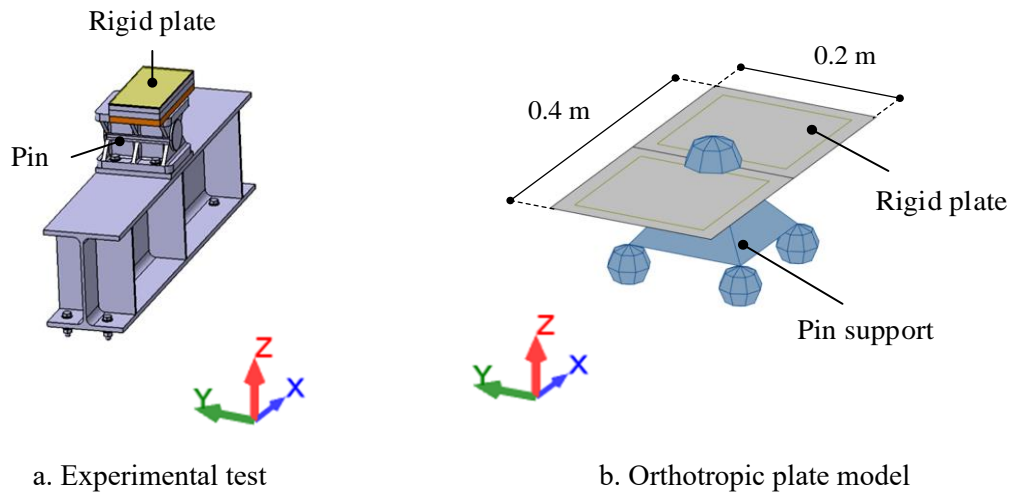 Rigid plate
0.2 m
0.4 m
Pin
Rigid plate
Pin support
Z
Y
X
Z
Y
X
a. Experimental test
b. Orthotropic plate model